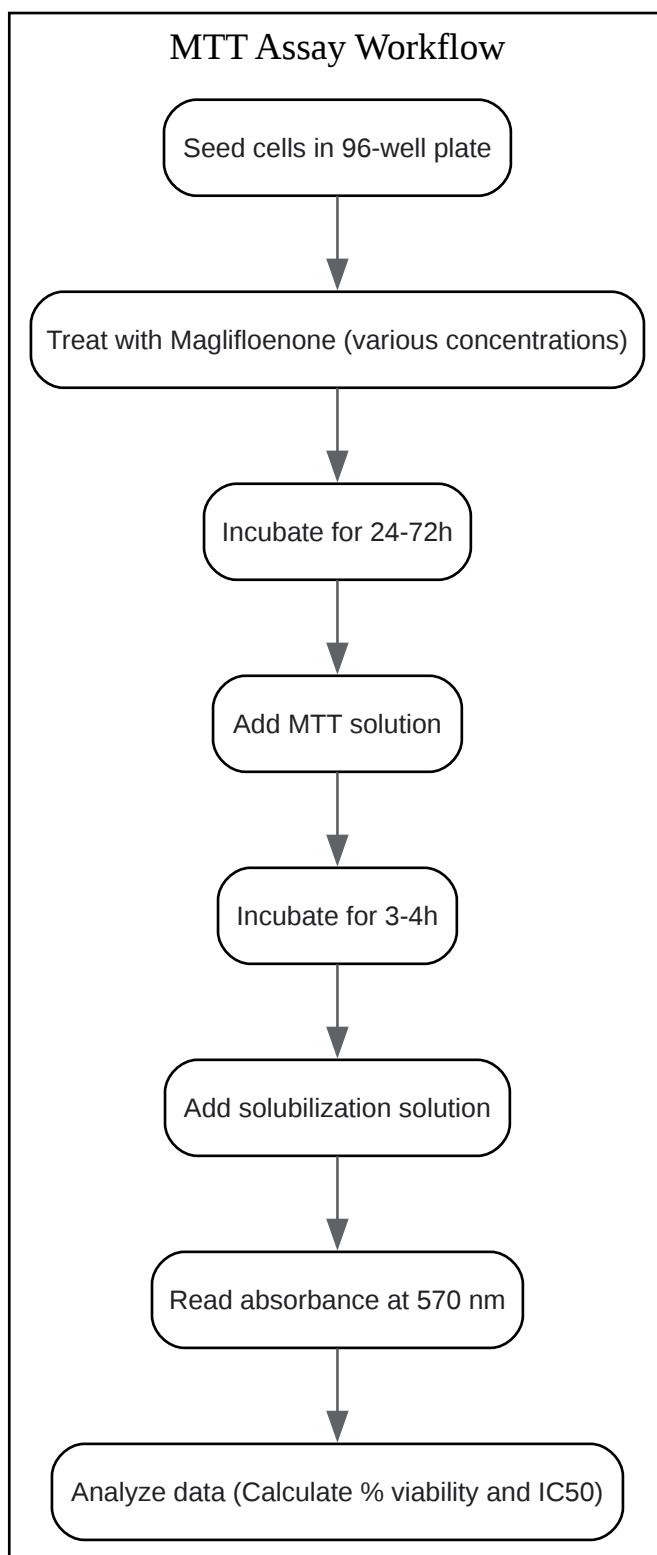 MTT Assay Workflow
Seed cells in 96-well plate
Treat with Maglifloenone (various concentrations)
Incubate for 24-72h
Add MTT solution
Incubate for 3-4h
Add solubilization solution
Read absorbance at 570 nm
Analyze data (Calculate % viability and IC50)